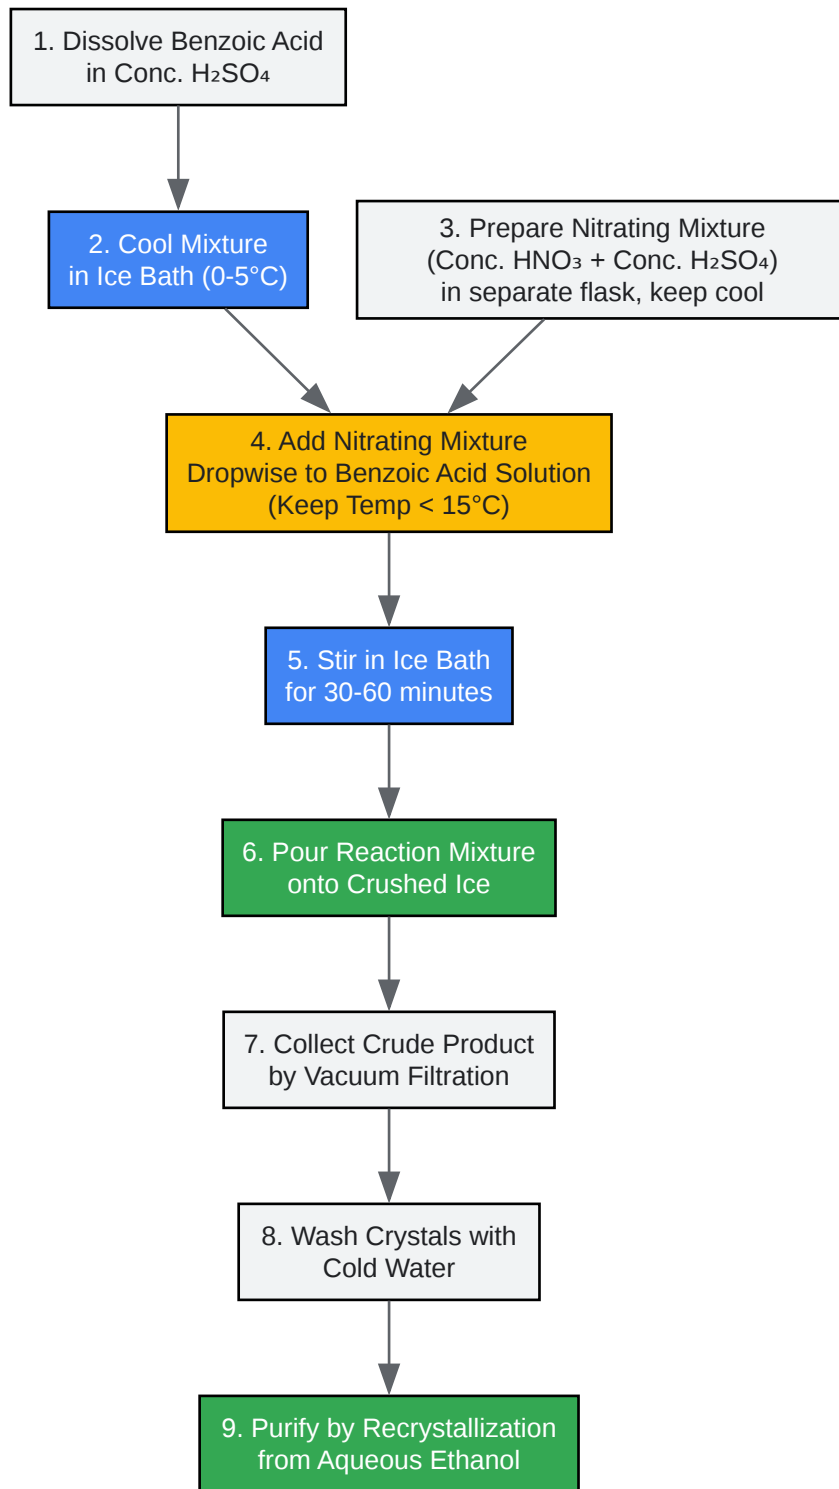 1. Dissolve Benzoic Acid
in Conc. H₂SO₄
2. Cool Mixture
in Ice Bath (0-5°C)
3. Prepare Nitrating Mixture
(Conc. HNO₃ + Conc. H₂SO₄)
in separate flask, keep cool
4. Add Nitrating Mixture
Dropwise to Benzoic Acid Solution
(Keep Temp < 15°C)
5. Stir in Ice Bath
for 30-60 minutes
6. Pour Reaction Mixture
onto Crushed Ice
7. Collect Crude Product
by Vacuum Filtration
8. Wash Crystals with
Cold Water
9. Purify by Recrystallization
from Aqueous Ethanol